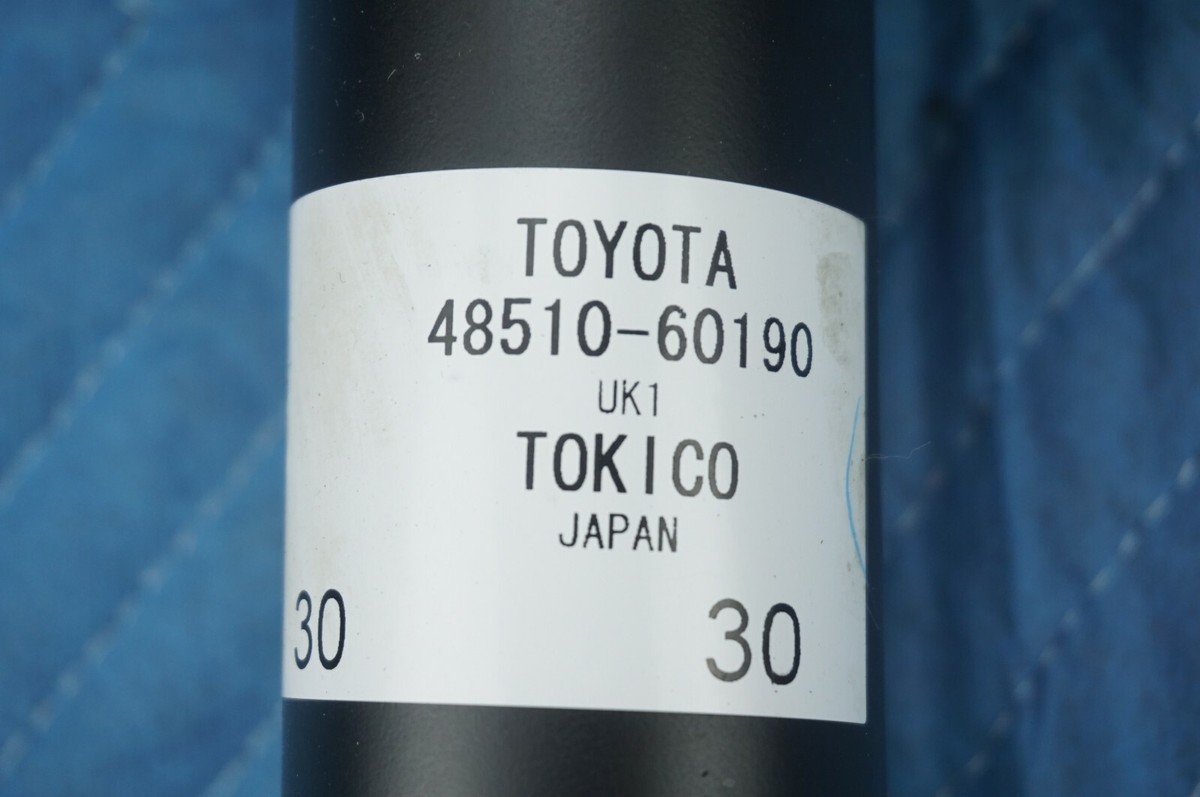 TOYOTA
48510-60190
UK1
TOKICO
JAPAN
30 30